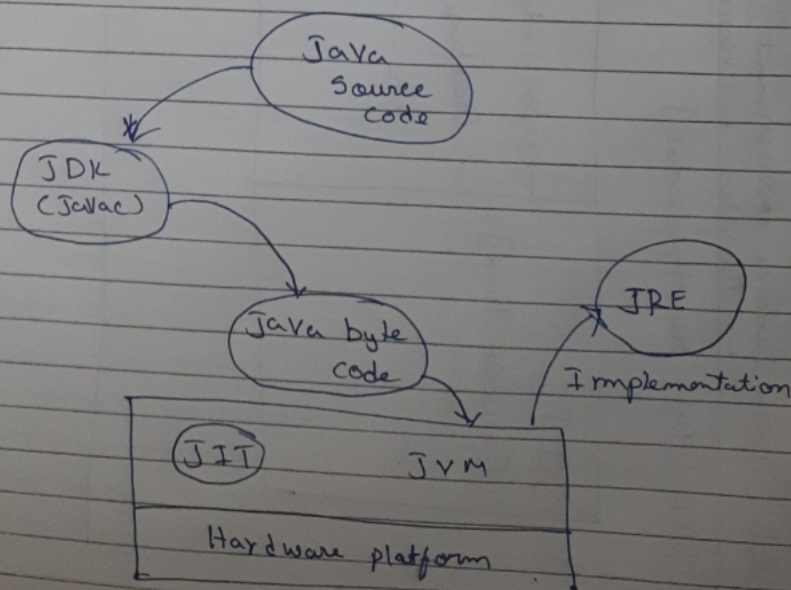 Java
Source
code
JDK
(Javac)
Java byte
code
JRE
Implementation
JIT
JVM
Hardware platform